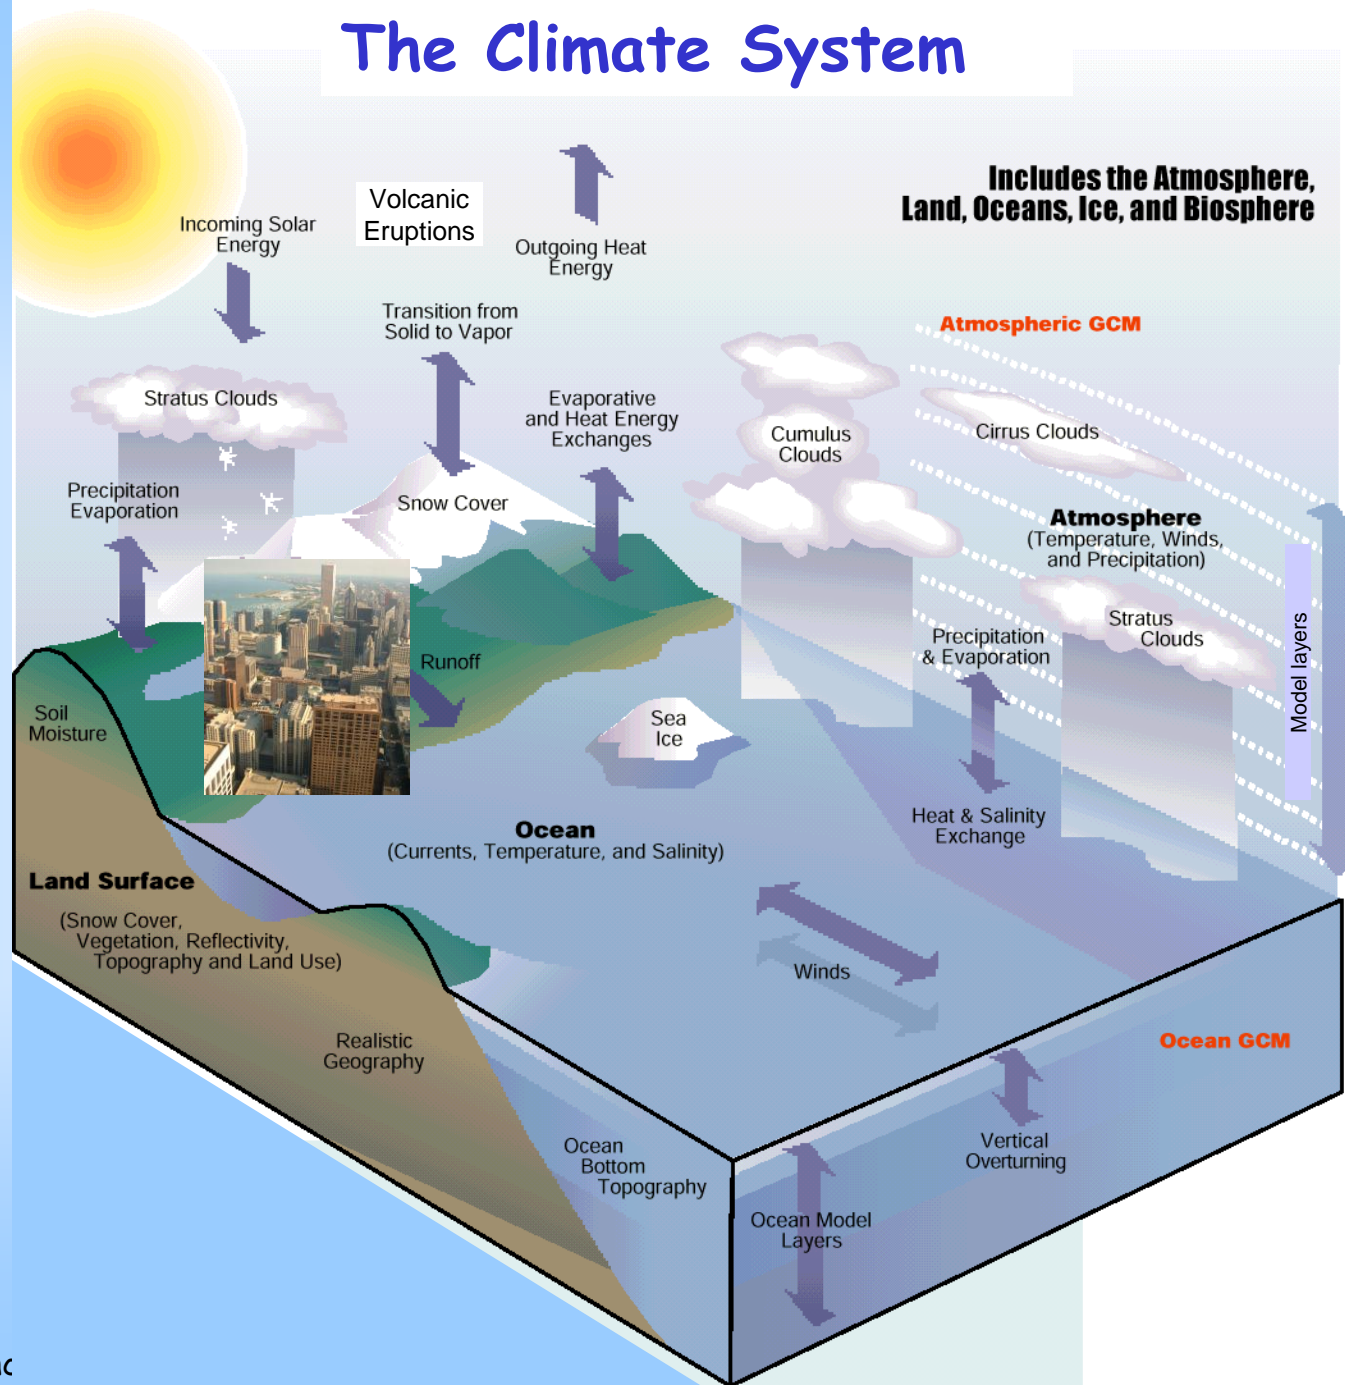 The Climate System
Includes the Atmosphere,
Land, Oceans, Ice, and Biosphere
Volcanic
Eruptions
Incoming Solar
Energy
Outgoing Heat
Energy
Transition from
Solid to Vapor
Atmospheric GCM
Stratus Clouds
Evaporative
and Heat Energy
Exchanges
Cumulus
Clouds
Cirrus Clouds
Precipitation
Evaporation
Snow Cover
Atmosphere
(Temperature, Winds,
and Precipitation)
Stratus
Clouds
Model layers
Precipitation
& Evaporation
Runoff
Soil
Moisture
Sea
Ice
Heat & Salinity
Exchange
Ocean
(Currents, Temperature, and Salinity)
Land Surface
(Snow Cover,
Vegetation, Reflectivity,
Topography and Land Use)
Winds
Realistic
Geography
Ocean GCM
Vertical
Overturning
Ocean
Bottom
Topography
Ocean Model
Layers